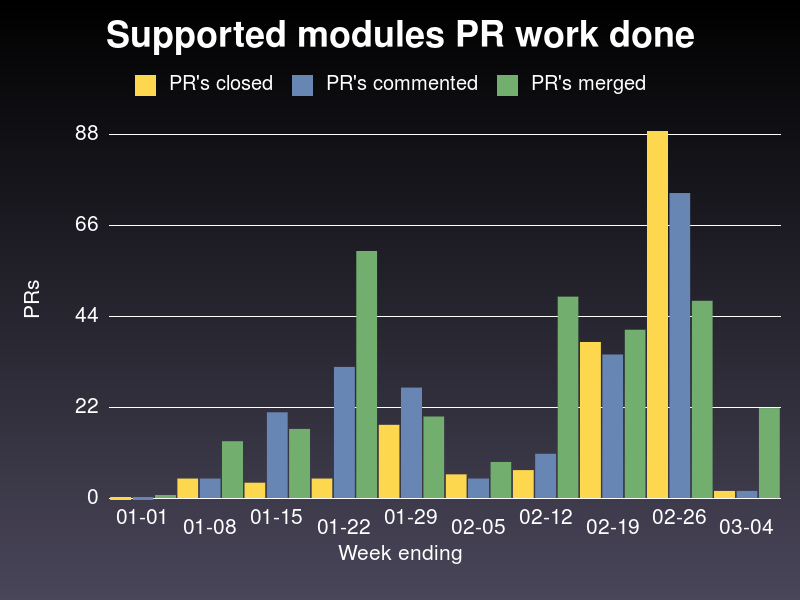 Supported modules PR work done
PR's closed PR's commented PR's merged
88
66
44
22
0
PRs
01-01 01-08 01-15 01-22 01-29 02-05 02-12 02-19 02-26 03-04
Week ending